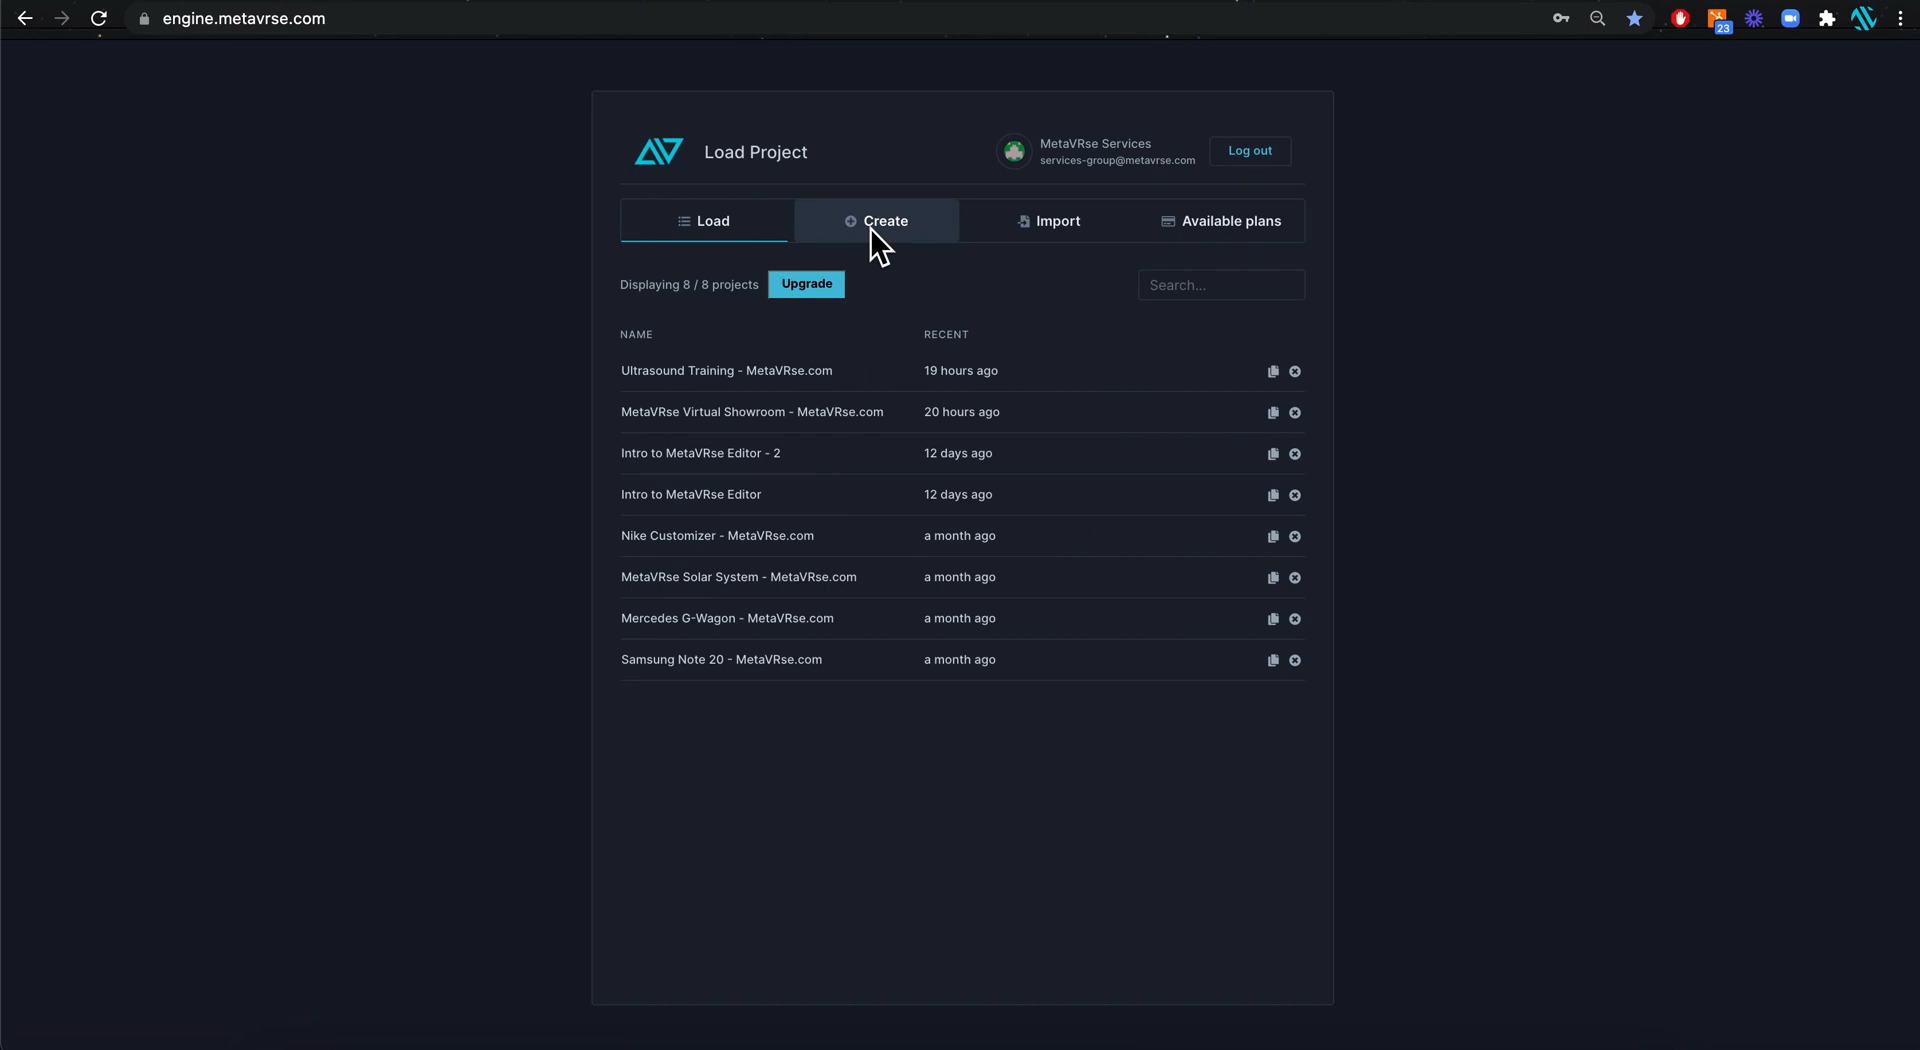 engine.metavrse.com
23
Load Project
MetaVRse Services
services-group@metavrse.com
Log out
Load
Create
Import
Available plans
Displaying 8 / 8 projects
Upgrade
Search...
NAME
RECENT
Ultrasound Training - MetaVRse.com
19 hours ago
MetaVRse Virtual Showroom - MetaVRse.com
20 hours ago
Intro to MetaVRse Editor - 2
12 days ago
Intro to MetaVRse Editor
12 days ago
Nike Customizer - MetaVRse.com
a month ago
MetaVRse Solar System - MetaVRse.com
a month ago
Mercedes G-Wagon - MetaVRse.com
a month ago
Samsung Note 20 - MetaVRse.com
a month ago